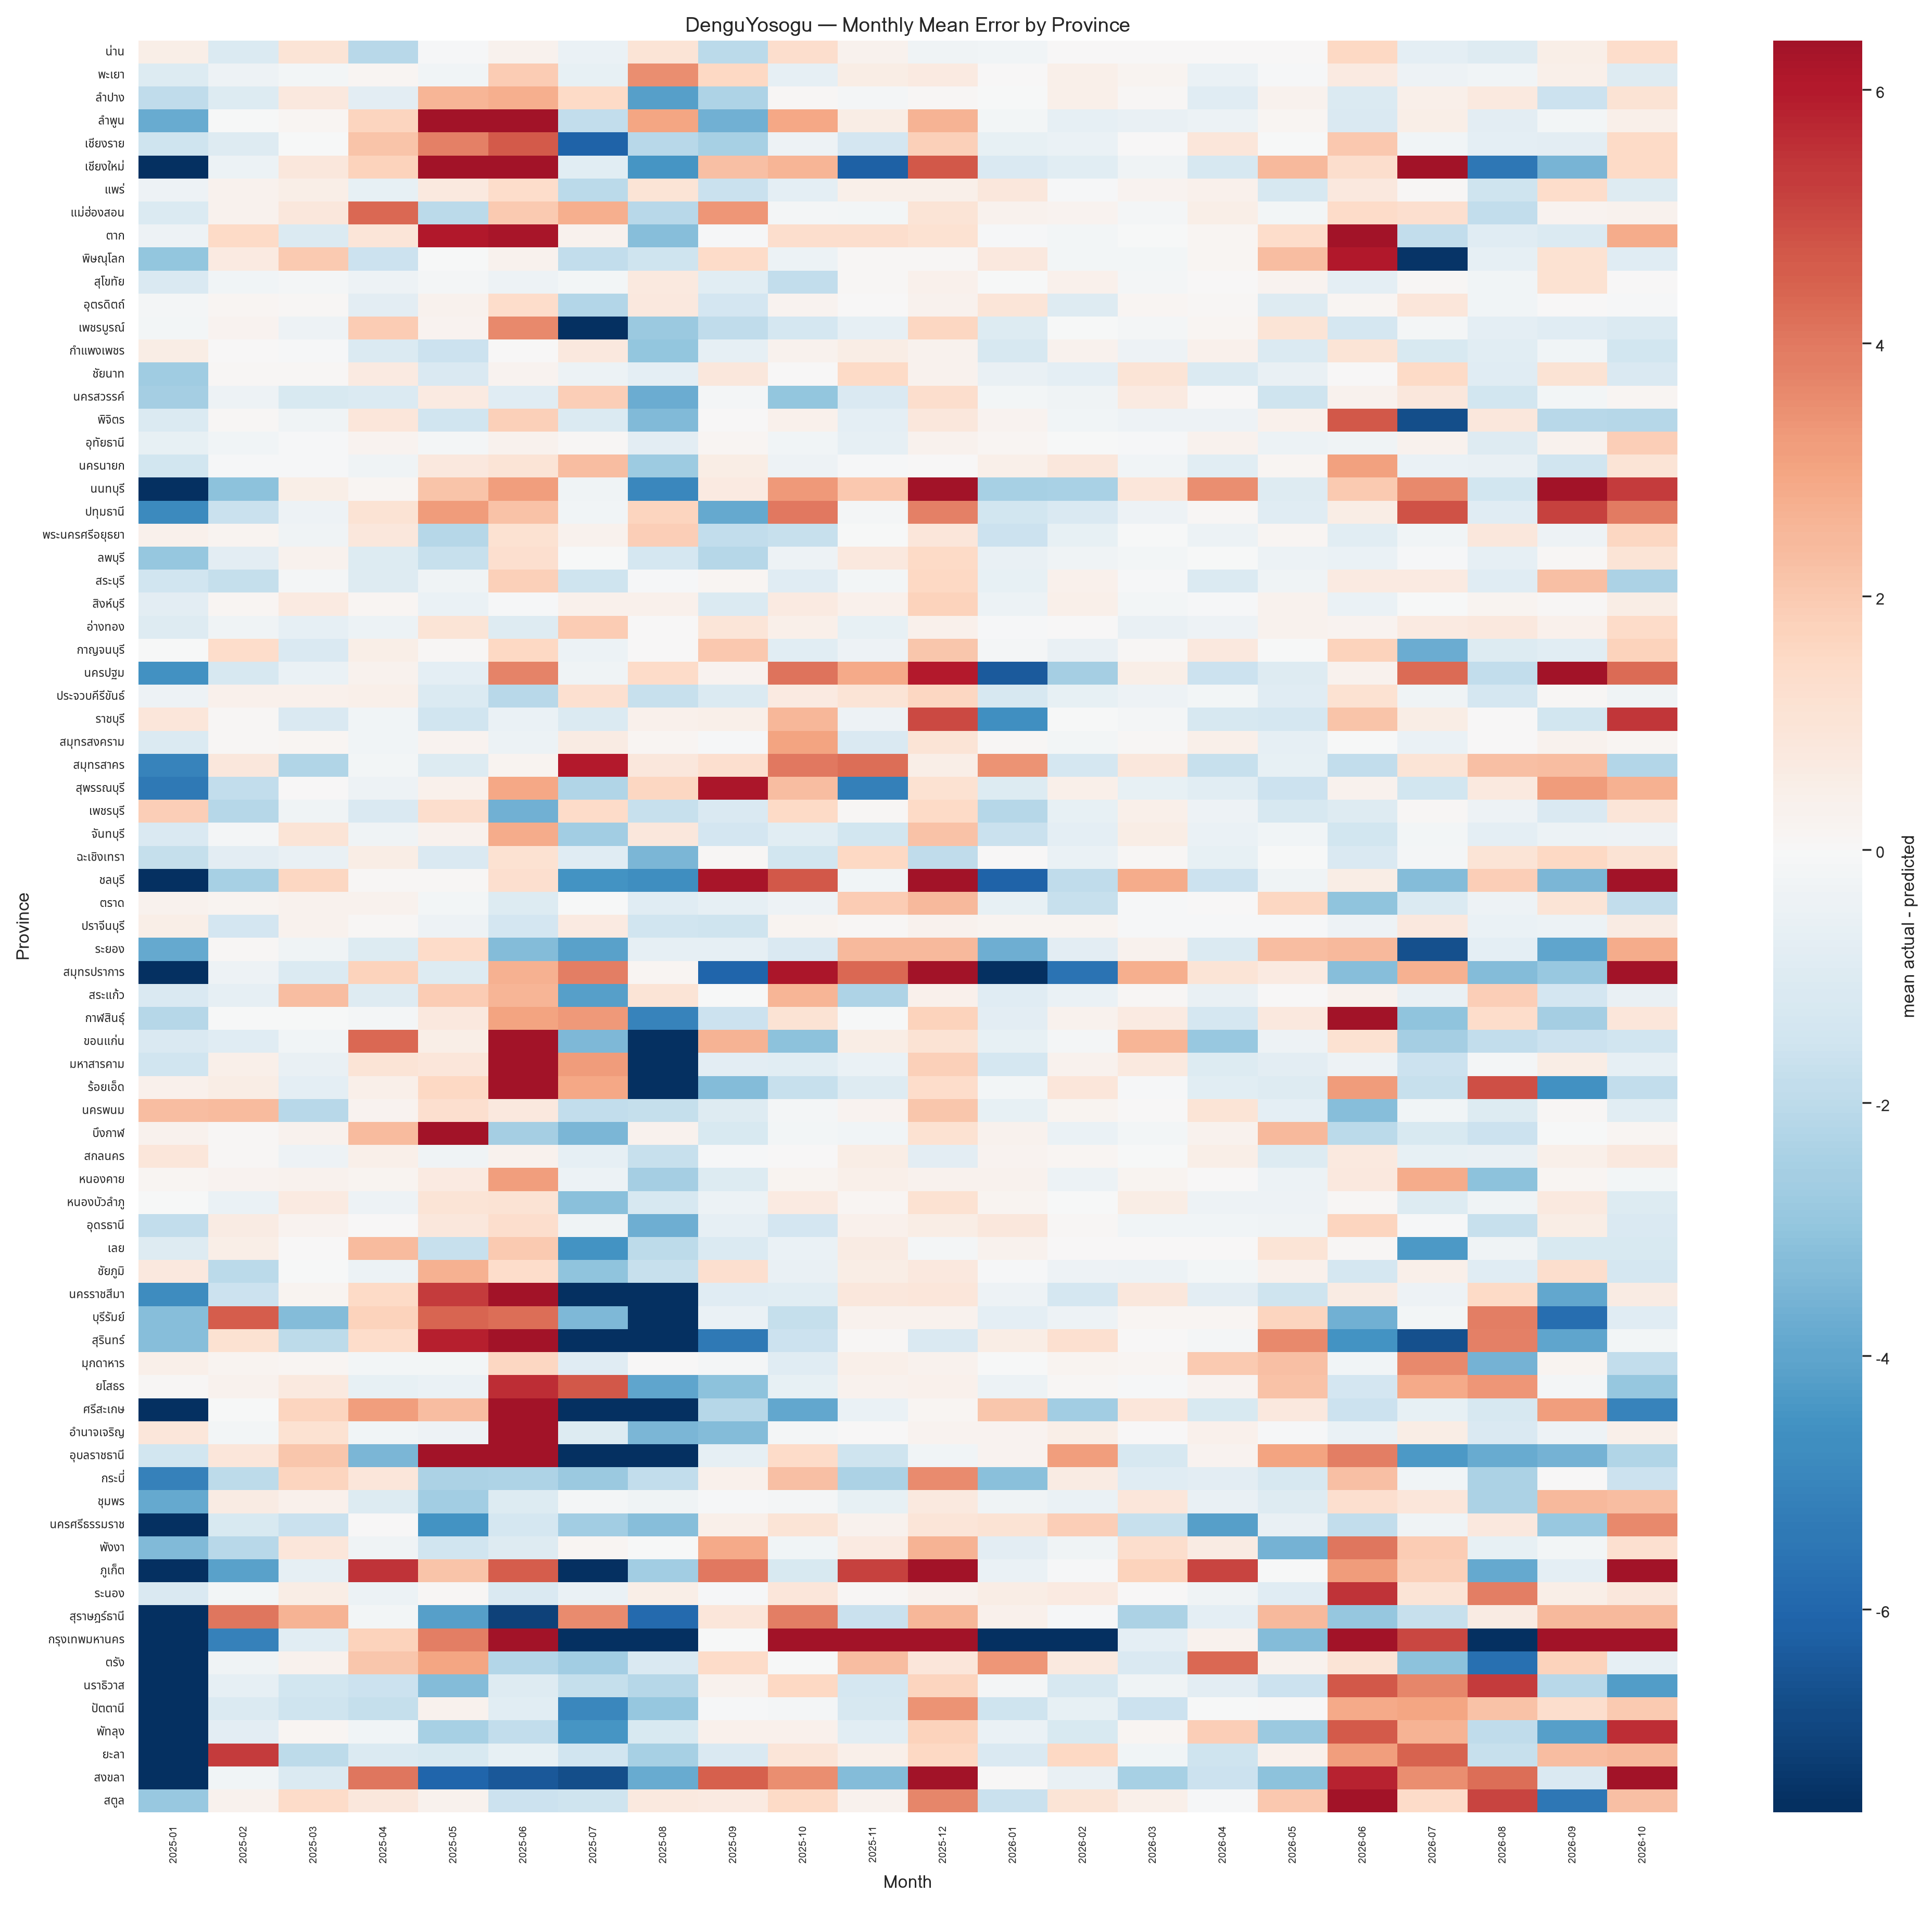 DenguYosogu — Monthly Mean Error by Province
น่าน
พะเยา
ลำปาง
ลำพูน
เชียงราย
เชียงใหม่
แพร่
แม่ฮ่องสอน
ตาก
พิษณุโลก
สุโขทัย
อุตรดิตถ์
เพชรบูรณ์
กำแพงเพชร
ชัยนาท
นครสวรรค์
พิจิตร
อุทัยธานี
นครนายก
นนทบุรี
ปทุมธานี
พระนครศรีอยุธยา
ลพบุรี
สระบุรี
สิงห์บุรี
อ่างทอง
กาญจนบุรี
นครปฐม
ประจวบคีรีขันธ์
ราชบุรี
สมุทรสงคราม
สมุทรสาคร
สุพรรณบุรี
เพชรบุรี
จันทบุรี
ฉะเชิงเทรา
ชลบุรี
ตราด
ปราจีนบุรี
ระยอง
สมุทรปราการ
สระแก้ว
กาฬสินธุ์
ขอนแก่น
มหาสารคาม
ร้อยเอ็ด
นครพนม
บึงกาฬ
สกลนคร
หนองคาย
หนองบัวลำภู
อุดรธานี
เลย
ชัยภูมิ
นครราชสีมา
บุรีรัมย์
สุรินทร์
มุกดาหาร
ยโสธร
ศรีสะเกษ
อำนาจเจริญ
อุบลราชธานี
กระบี่
ชุมพร
นครศรีธรรมราช
พังงา
ภูเก็ต
ระนอง
สุราษฎร์ธานี
กรุงเทพมหานคร
ตรัง
นราธิวาส
ปัตตานี
พัทลุง
ยะลา
สงขลา
สตูล
Province
2025-01
2025-02
2025-03
2025-04
2025-05
2025-06
2025-07
2025-08
2025-09
2025-10
2025-11
2025-12
2026-01
2026-02
2026-03
2026-04
2026-05
2026-06
2026-07
2026-08
2026-09
2026-10
Month
6
4
2
0
-2
-4
-6
mean actual - predicted